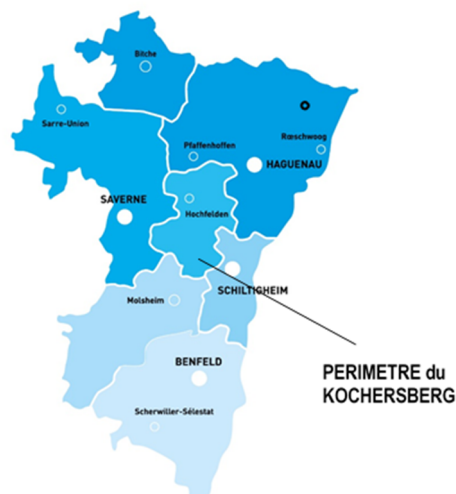 Bitche
Sarre-Union
Rœschwoog
Pfaffenhoffen
HAGUENAU
SAVERNE
Hochfelden
SCHILTIGHEIM
Molsheim
BENFELD
PERIMETRE du
KOCHERSBERG
Scherwiller-Sélestat